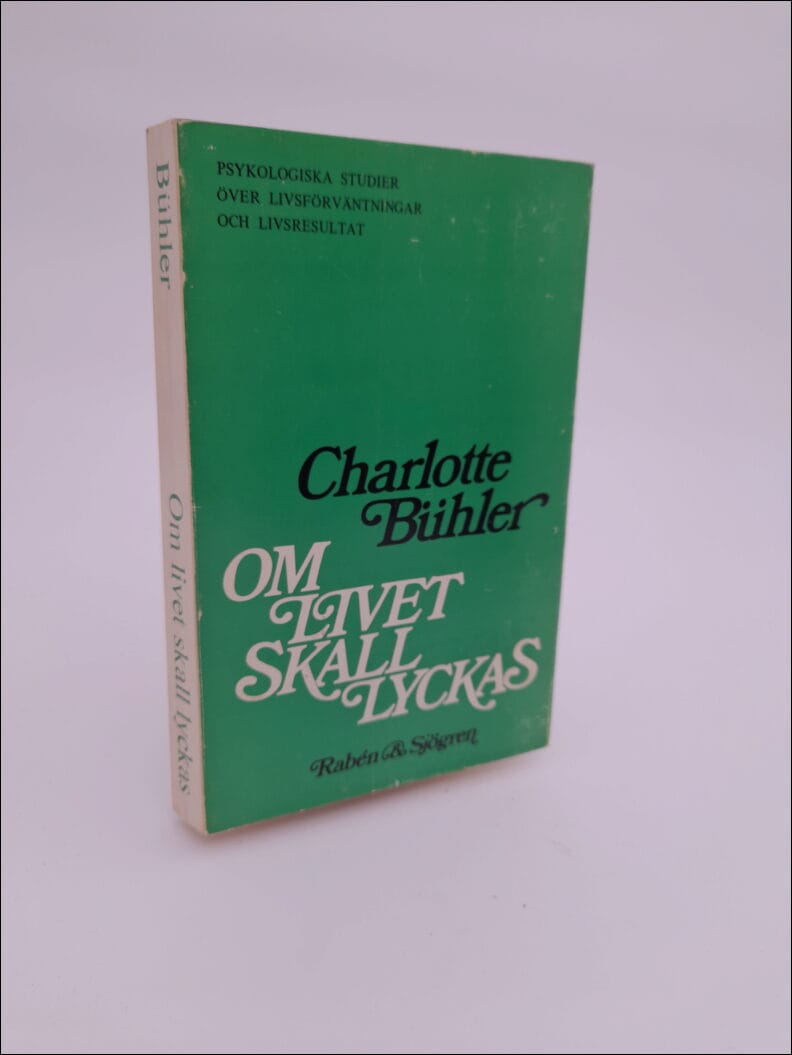 PSYKOLOGISKA STUDIER
ÖVER LIVSFÖRVÄNTNINGAR
OCH LIVSRESULTAT
Charlotte
Bühler
OM
LIVET
SKALL
LYCKAS
Rabén & Sjögren
Bühler
Om livet skall lyckas